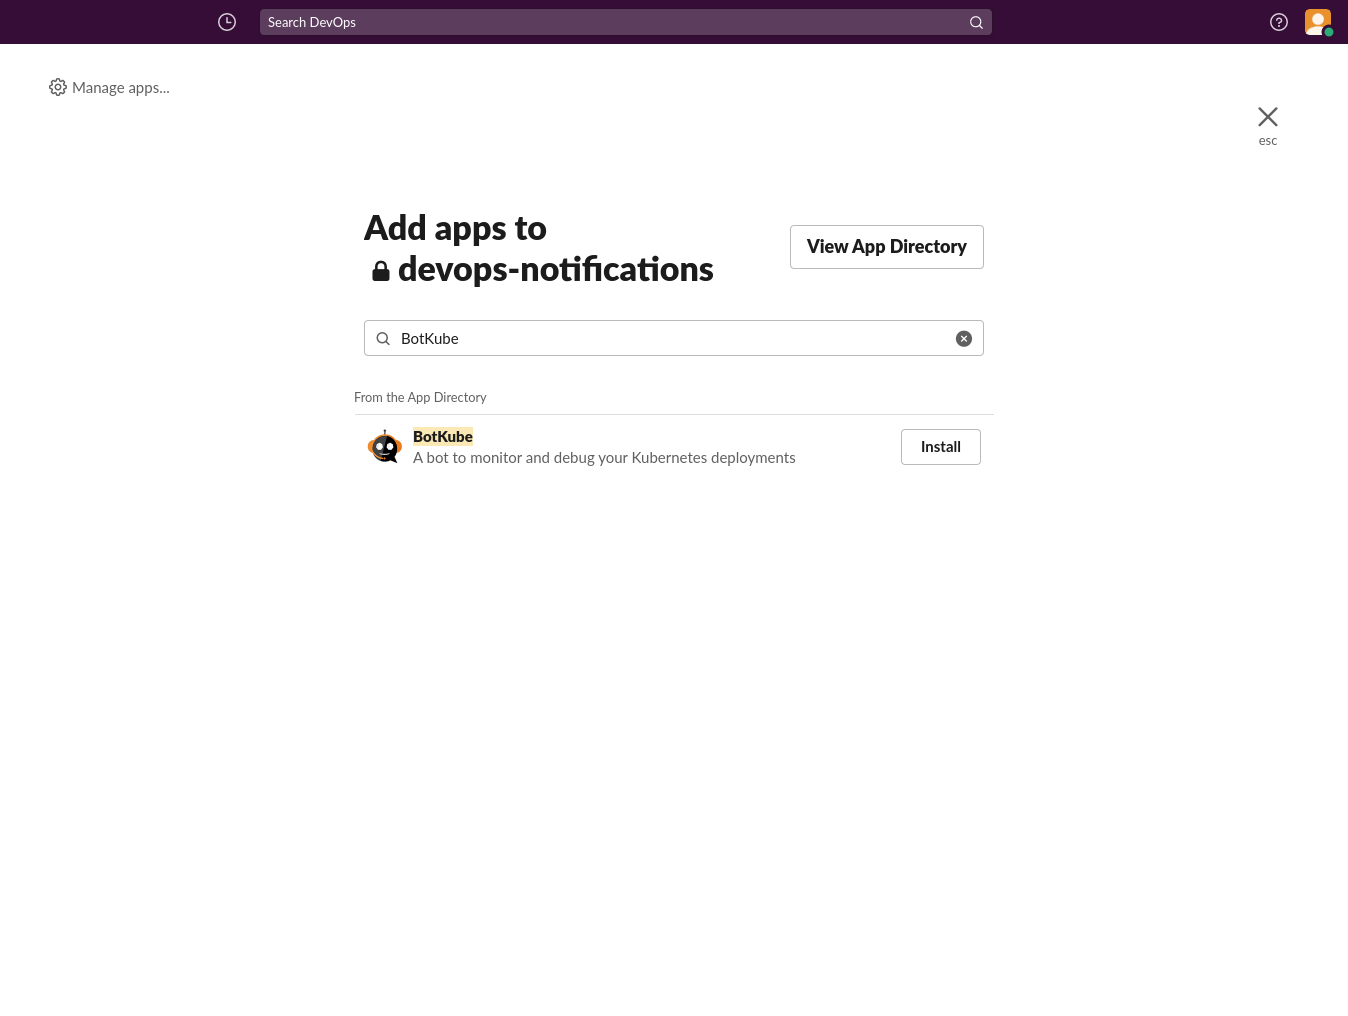 Search DevOps
Manage apps...
esc
Add apps to
devops-notifications
View App Directory
BotKube
From the App Directory
BotKube
A bot to monitor and debug your Kubernetes deployments
Install